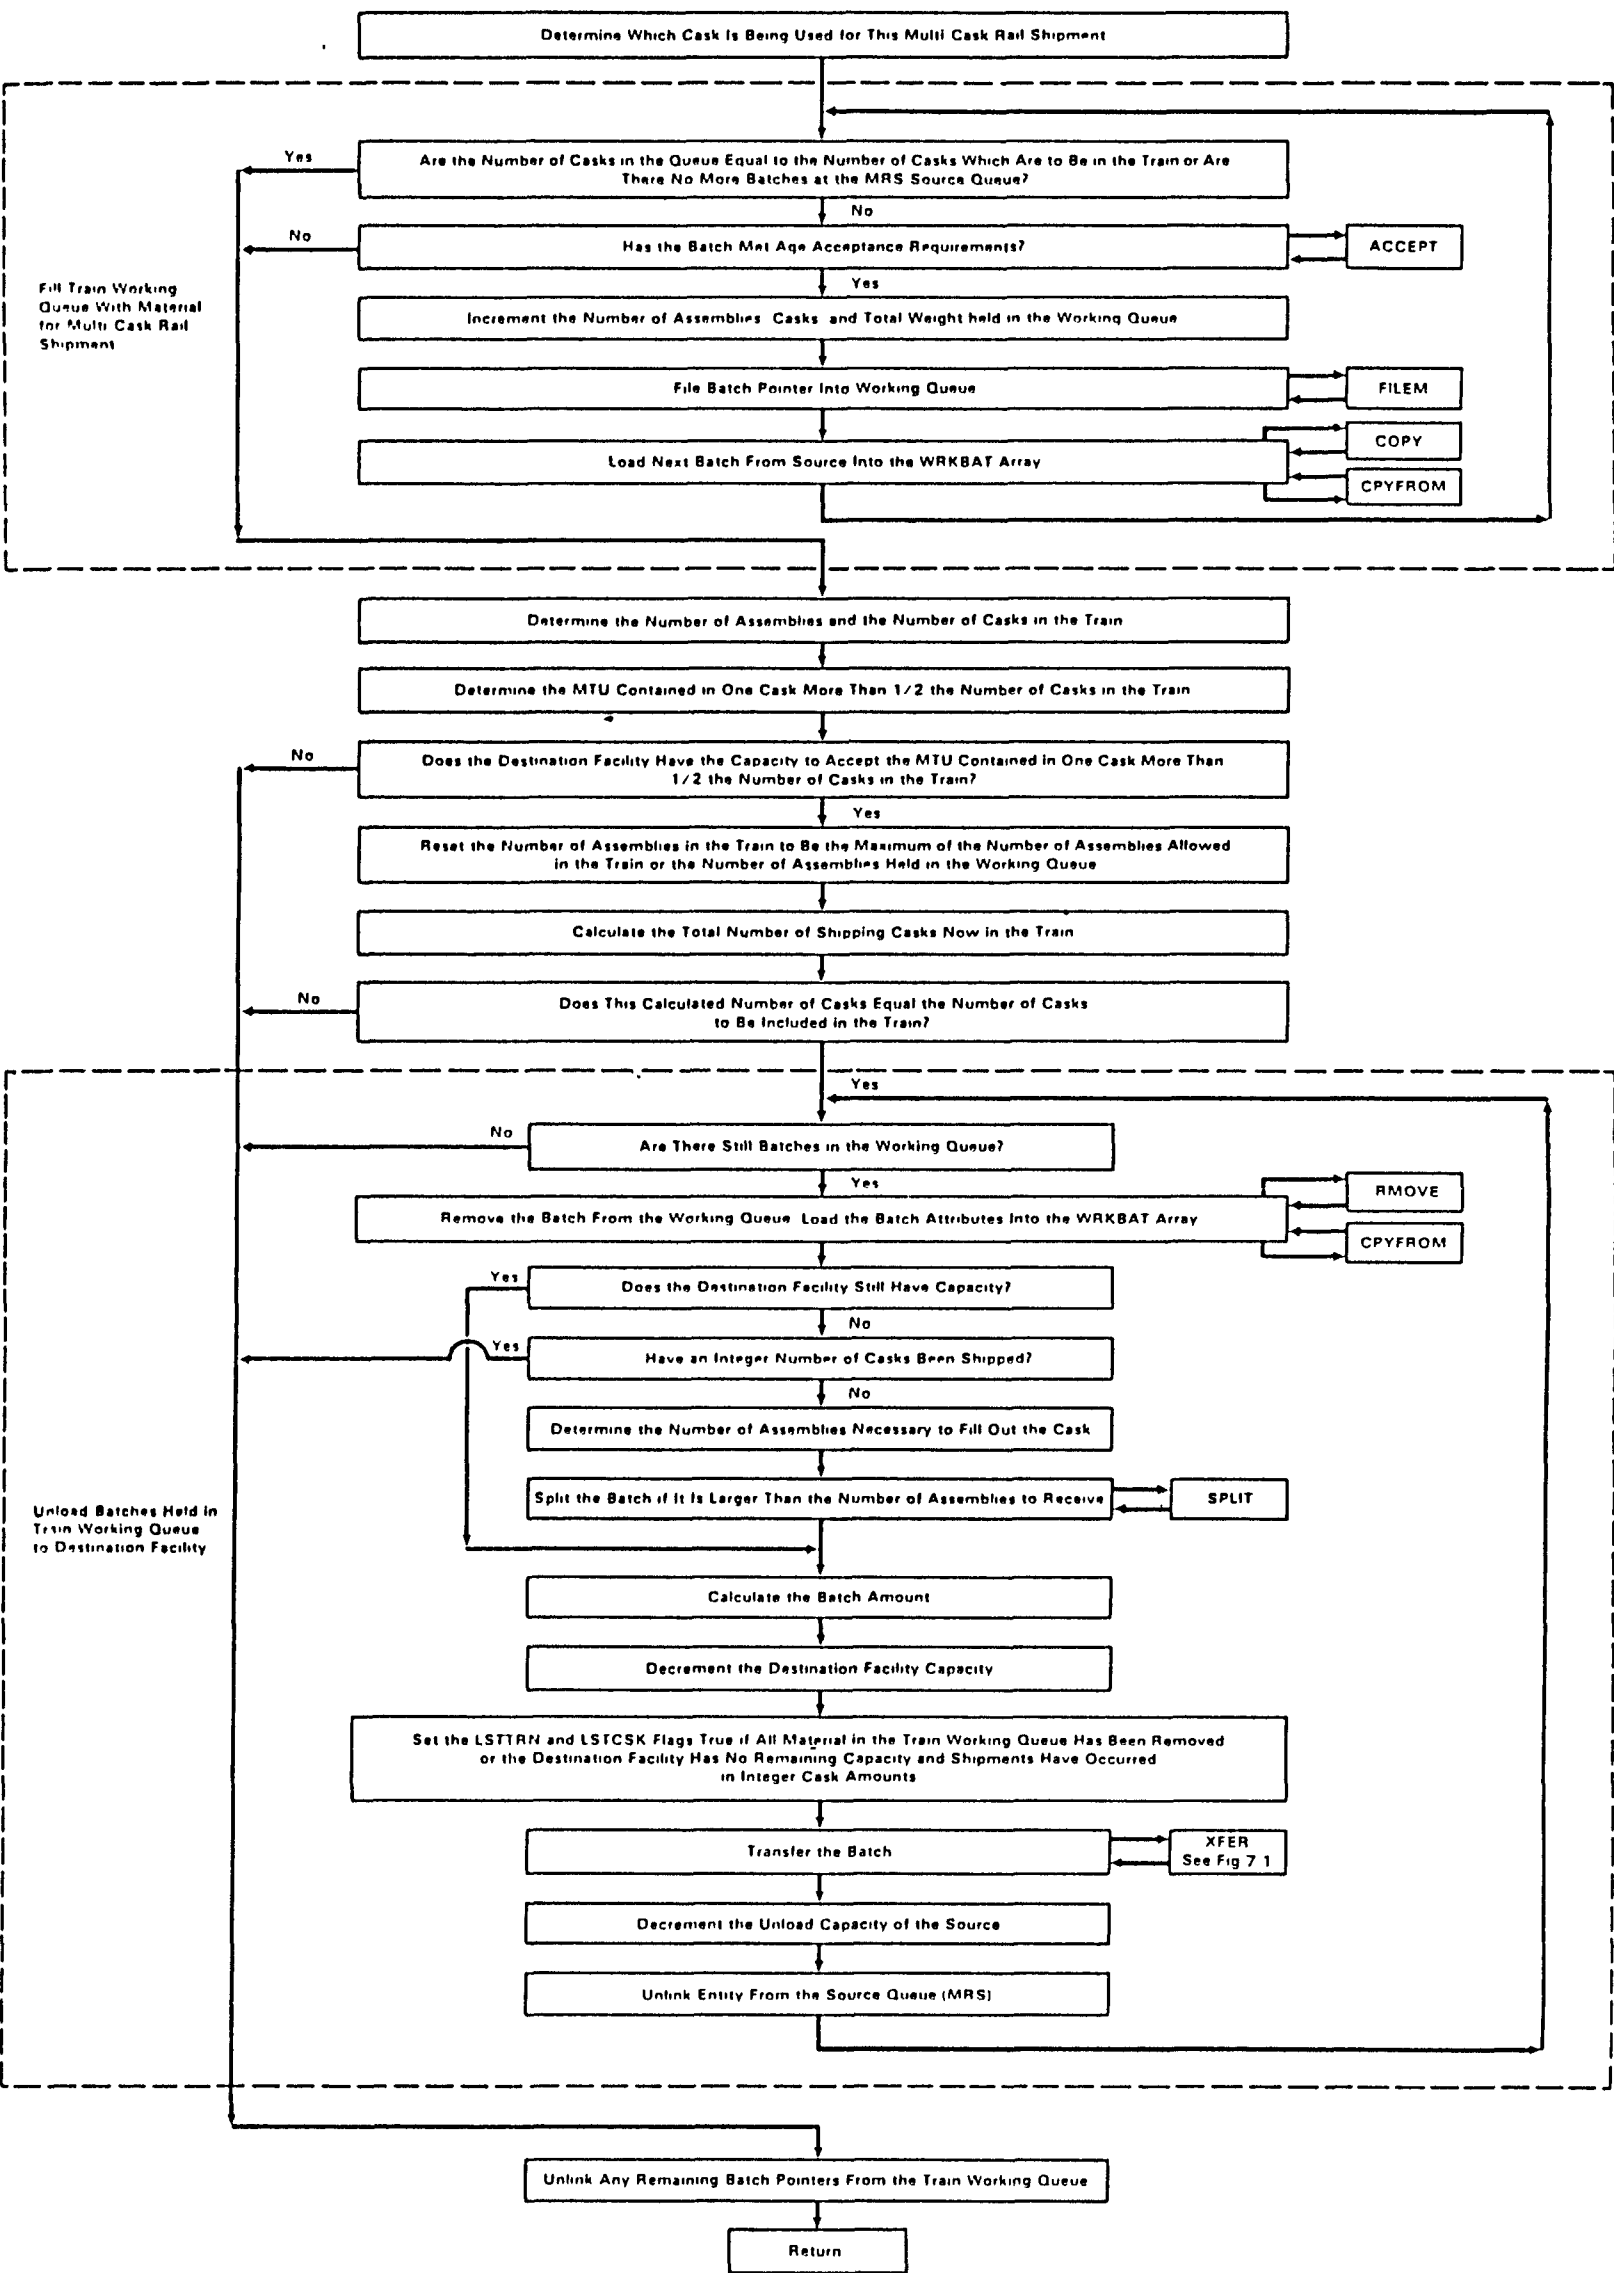 Determine Which Cask Is Being Used for This Multi Cask Rail Shipment
Yes
Are the Number of Casks in the Queue Equal to the Number of Casks Which Are to Be in the Train or Are
There No More Batches at the MRS Source Queue?
No
No
Has the Batch Met Age Acceptance Requirements?
ACCEPT
Yes
Fill Train Working
Queue With Material
for Multi Cask Rail
Shipment
Increment the Number of Assemblies Casks and Total Weight held in the Working Queue
File Batch Pointer Into Working Queue
FILEM
Load Next Batch From Source Into the WRKBAT Array
COPY
CPYFROM
Determine the Number of Assemblies and the Number of Casks in the Train
Determine the MTU Contained in One Cask More Than 1/2 the Number of Casks in the Train
No
Does the Destination Facility Have the Capacity to Accept the MTU Contained in One Cask More Than
1/2 the Number of Casks in the Train?
Yes
Reset the Number of Assemblies in the Train to Be the Maximum of the Number of Assemblies Allowed
in the Train or the Number of Assemblies Held in the Working Queue
Calculate the Total Number of Shipping Casks Now in the Train
No
Does This Calculated Number of Casks Equal the Number of Casks
to Be Included in the Train?
Yes
No
Are There Still Batches in the Working Queue?
Yes
Remove the Batch From the Working Queue Load the Batch Attributes Into the WRKBAT Array
RMOVE
CPYFROM
Yes
Does the Destination Facility Still Have Capacity?
No
Yes
Have an Integer Number of Casks Been Shipped?
No
Determine the Number of Assemblies Necessary to Fill Out the Cask
Split the Batch if It Is Larger Than the Number of Assemblies to Receive
SPLIT
Unload Batches Held in
Train Working Queue
to Destination Facility
Calculate the Batch Amount
Decrement the Destination Facility Capacity
Set the LSTTRN and LSTCSK Flags True if All Material in the Train Working Queue Has Been Removed
or the Destination Facility Has No Remaining Capacity and Shipments Have Occurred
in Integer Cask Amounts
Transfer the Batch
XFER
See Fig 7 1
Decrement the Unload Capacity of the Source
Unlink Entity From the Source Queue (MRS)
Unlink Any Remaining Batch Pointers From the Train Working Queue
Return